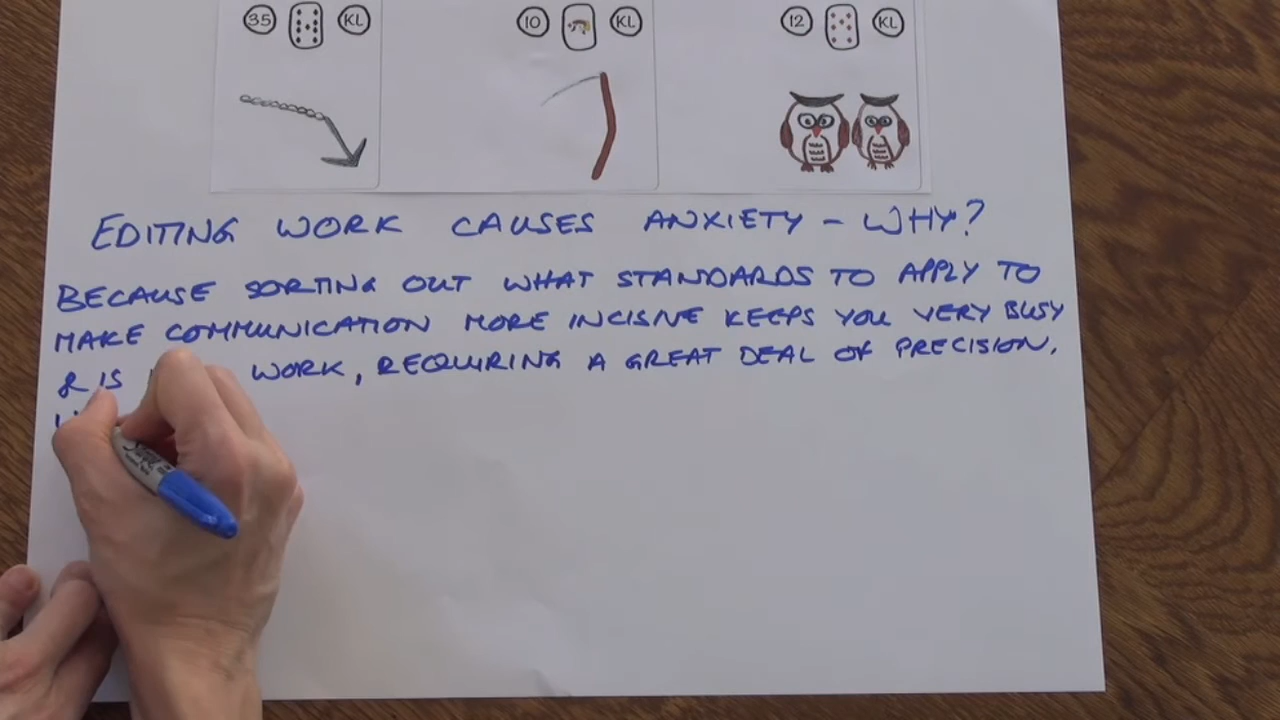 35 KL 10 KL 12 KL
EDITING WORK CAUSES ANXIETY - WHY?
BECAUSE SORTING OUT WHAT STANDARDS TO APPLY TO
MAKE COMMUNICATION MORE INCISIVE KEEPS YOU VERY BUSY
& IS WORK, REQUIRING A GREAT DEAL OF PRECISION.